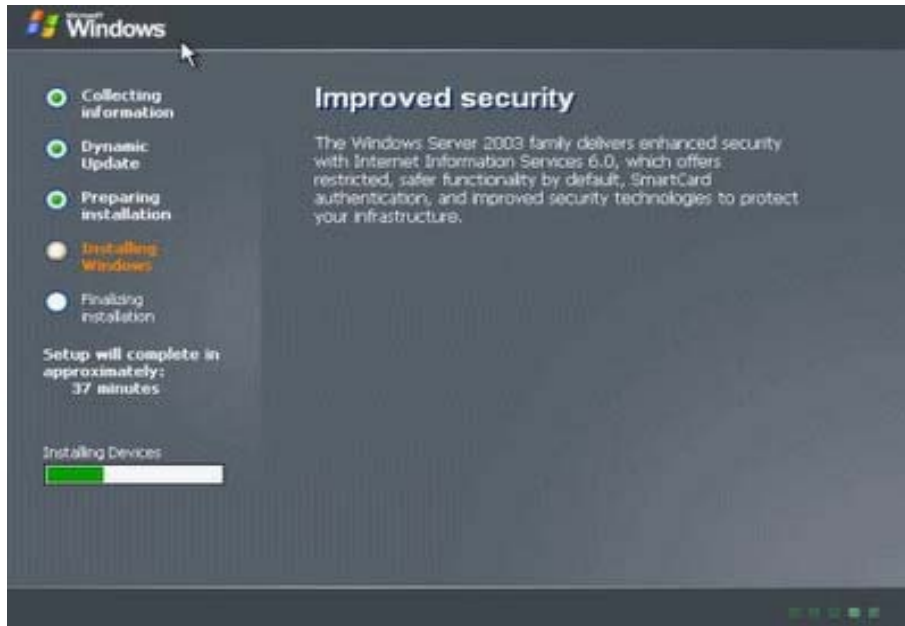 Microsoft
Windows
Collecting
information
Dynamic
Update
Preparing
installation
Installing
Windows
Finalizing
installation
Setup will complete in
approximately:
37 minutes
Installing Devices
Improved security
The Windows Server 2003 family delivers enhanced security
with Internet Information Services 6.0, which offers
restricted, safer functionality by default, SmartCard
authentication, and improved security technologies to protect
your infrastructure.